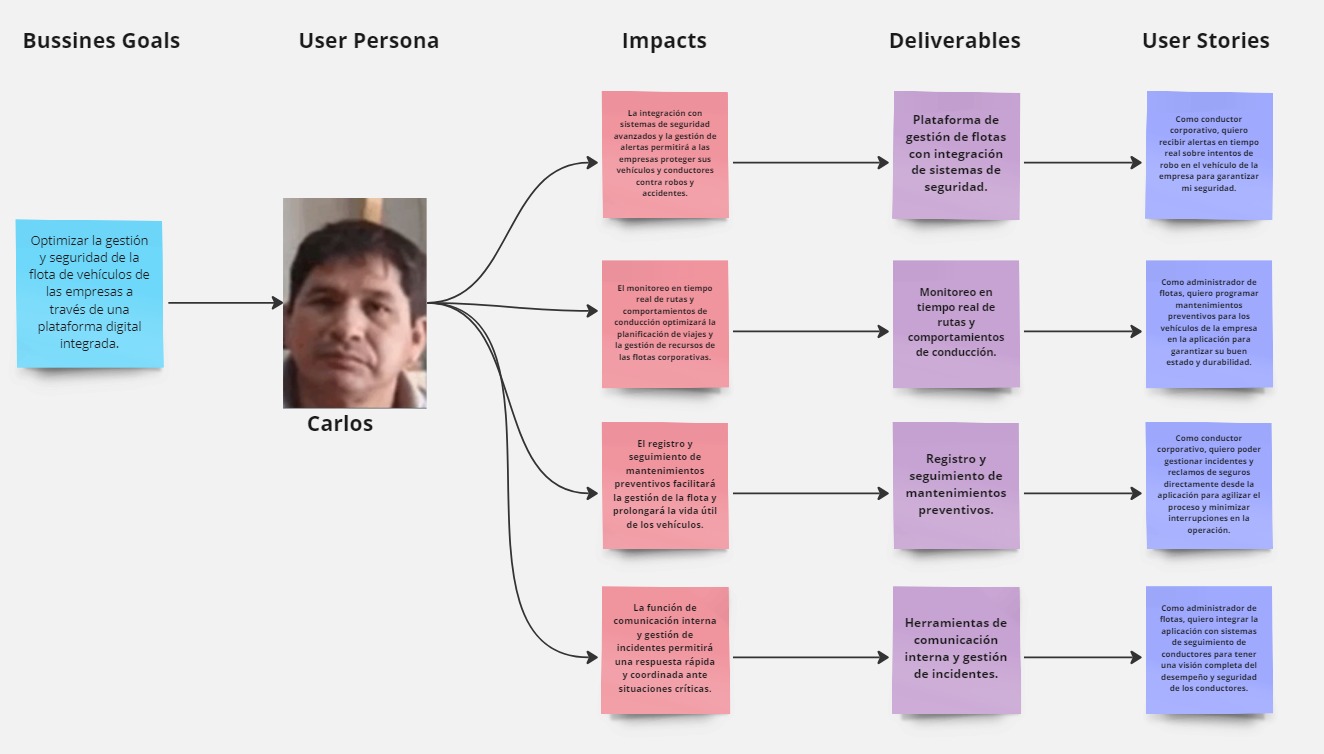 Bussines Goals
User Persona
Impacts
Deliverables
User Stories
Optimizar la gestión
y seguridad de la
flota de vehículos de
las empresas a
través de una
plataforma digital
integrada.
Carlos
La integración con
sistemas de seguridad
avanzados y la gestión de
alertas permitirá a las
empresas proteger sus
vehículos y conductores
contra robos y
accidentes.
Plataforma de
gestión de flotas
con integración
de sistemas de
seguridad.
Como conductor
corporativo, quiero
recibir alertas en tiempo
real sobre intentos de
robo en el vehículo de la
empresa para garantizar
mi seguridad.
El monitoreo en tiempo
real de rutas y
comportamientos de
conducción optimizará la
planificación de viajes y
la gestión de recursos de
las flotas corporativas.
Monitoreo en
tiempo real de
rutas y
comportamientos
de conducción.
Como administrador de
flotas, quiero programar
mantenimientos
preventivos para los
vehículos de la empresa
en la aplicación para
garantizar su buen
estado y durabilidad.
El registro y
seguimiento de
mantenimientos
preventivos facilitará
la gestión de la flota y
prolongará la vida útil
de los vehículos.
Registro y
seguimiento de
mantenimientos
preventivos.
Como conductor
corporativo, quiero poder
gestionar incidentes y
reclamos de seguros
directamente desde la
aplicación para agilizar el
proceso y minimizar
interrupciones en la
operación.
La función de
comunicación interna
y gestión de
incidentes permitirá
una respuesta rápida
y coordinada ante
situaciones críticas.
Herramientas de
comunicación
interna y gestión
de incidentes.
Como administrador de
flotas, quiero integrar la
aplicación con sistemas
de seguimiento de
conductores para tener
una visión completa del
desempeño y seguridad
de los conductores.